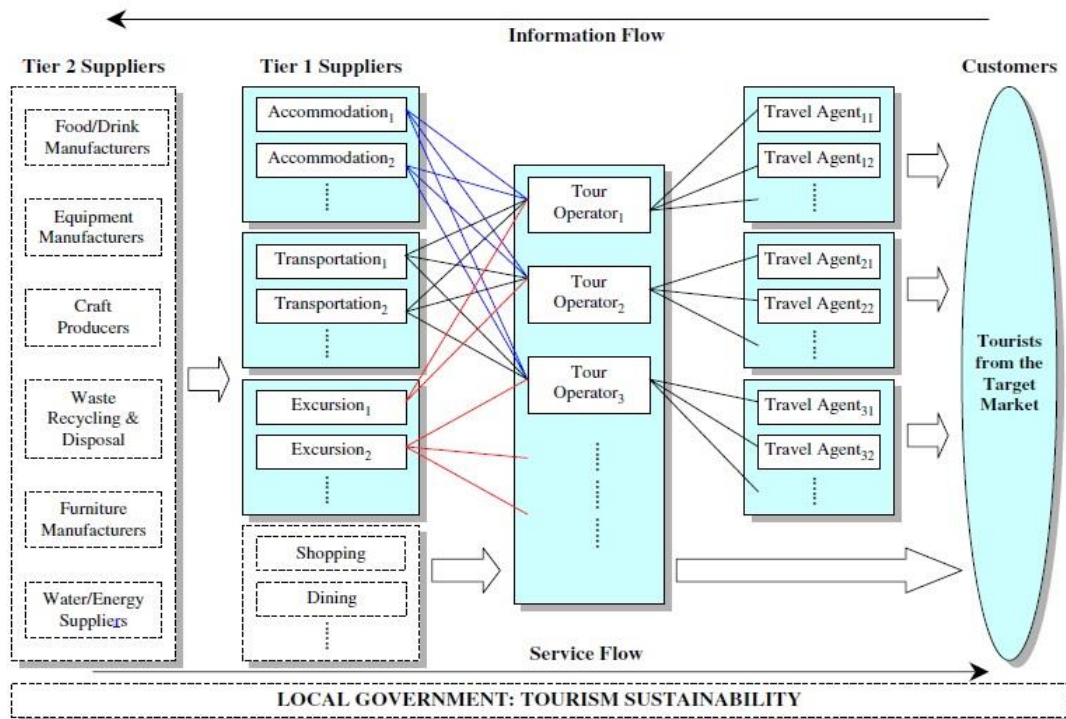 Information Flow
Tier 2 Suppliers
Food/Drink
Manufacturers
Equipment
Manufacturers
Craft
Producers
Waste
Recycling &
Disposal
Furniture
Manufacturers
Water/Energy
Suppliers
Tier 1 Suppliers
Accommodation1
Accommodation2
Transportation1
Transportation2
Excursion1
Excursion2
Shopping
Dining
Tour
Operator1
Tour
Operator2
Tour
Operator3
Travel Agent11
Travel Agent12
Travel Agent21
Travel Agent22
Travel Agent31
Travel Agent32
Customers
Tourists
from the
Target
Market
Service Flow
LOCAL GOVERNMENT: TOURISM SUSTAINABILITY